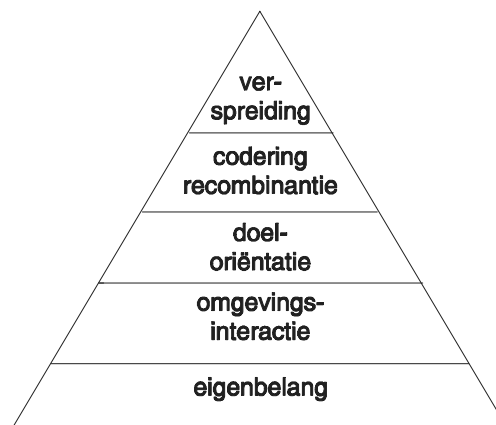 ver-
spreiding
codering
recombinantie
doel-
oriëntatie
omgevings-
interactie
eigenbelang